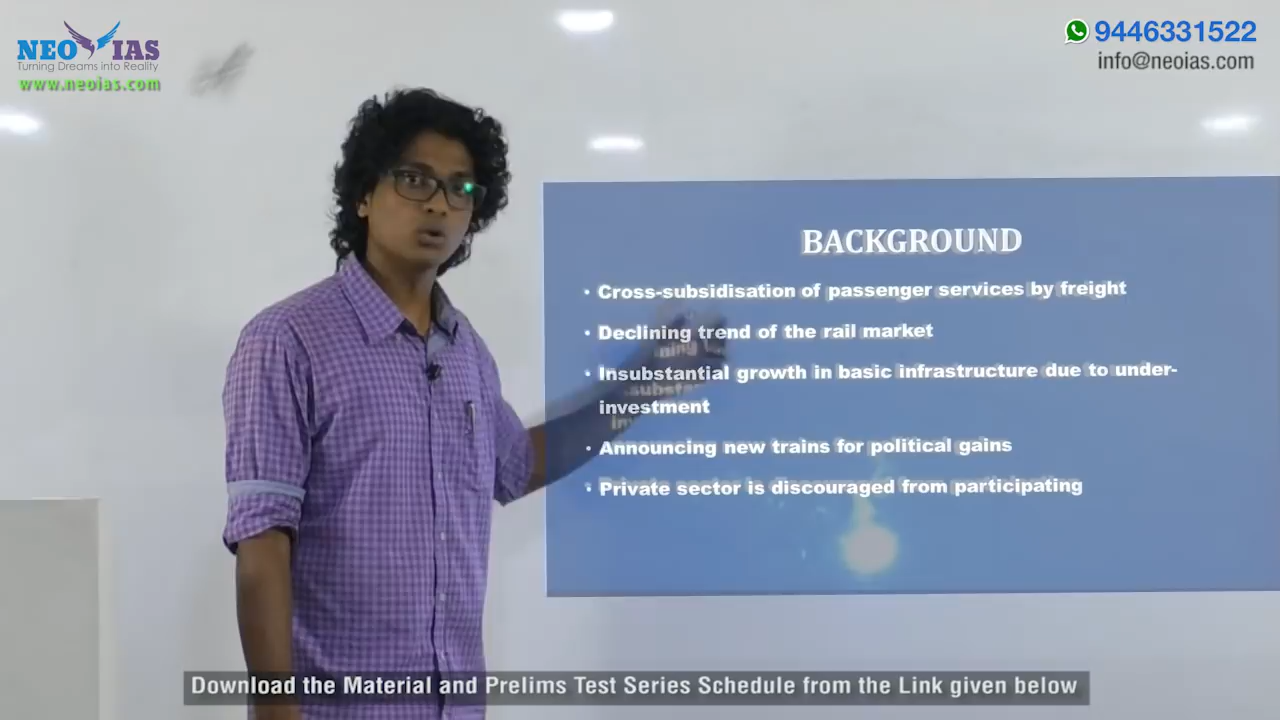 NEO IAS
Turning Dreams into Reality
www.neoias.com
9446331522
info@neoias.com
BACKGROUND
• Cross-subsidisation of passenger services by freight
• Declining trend of the rail market
• Insubstantial growth in basic infrastructure due to under-
investment
• Announcing new trains for political gains
• Private sector is discouraged from participating
Download the Material and Prelims Test Series Schedule from the Link given below